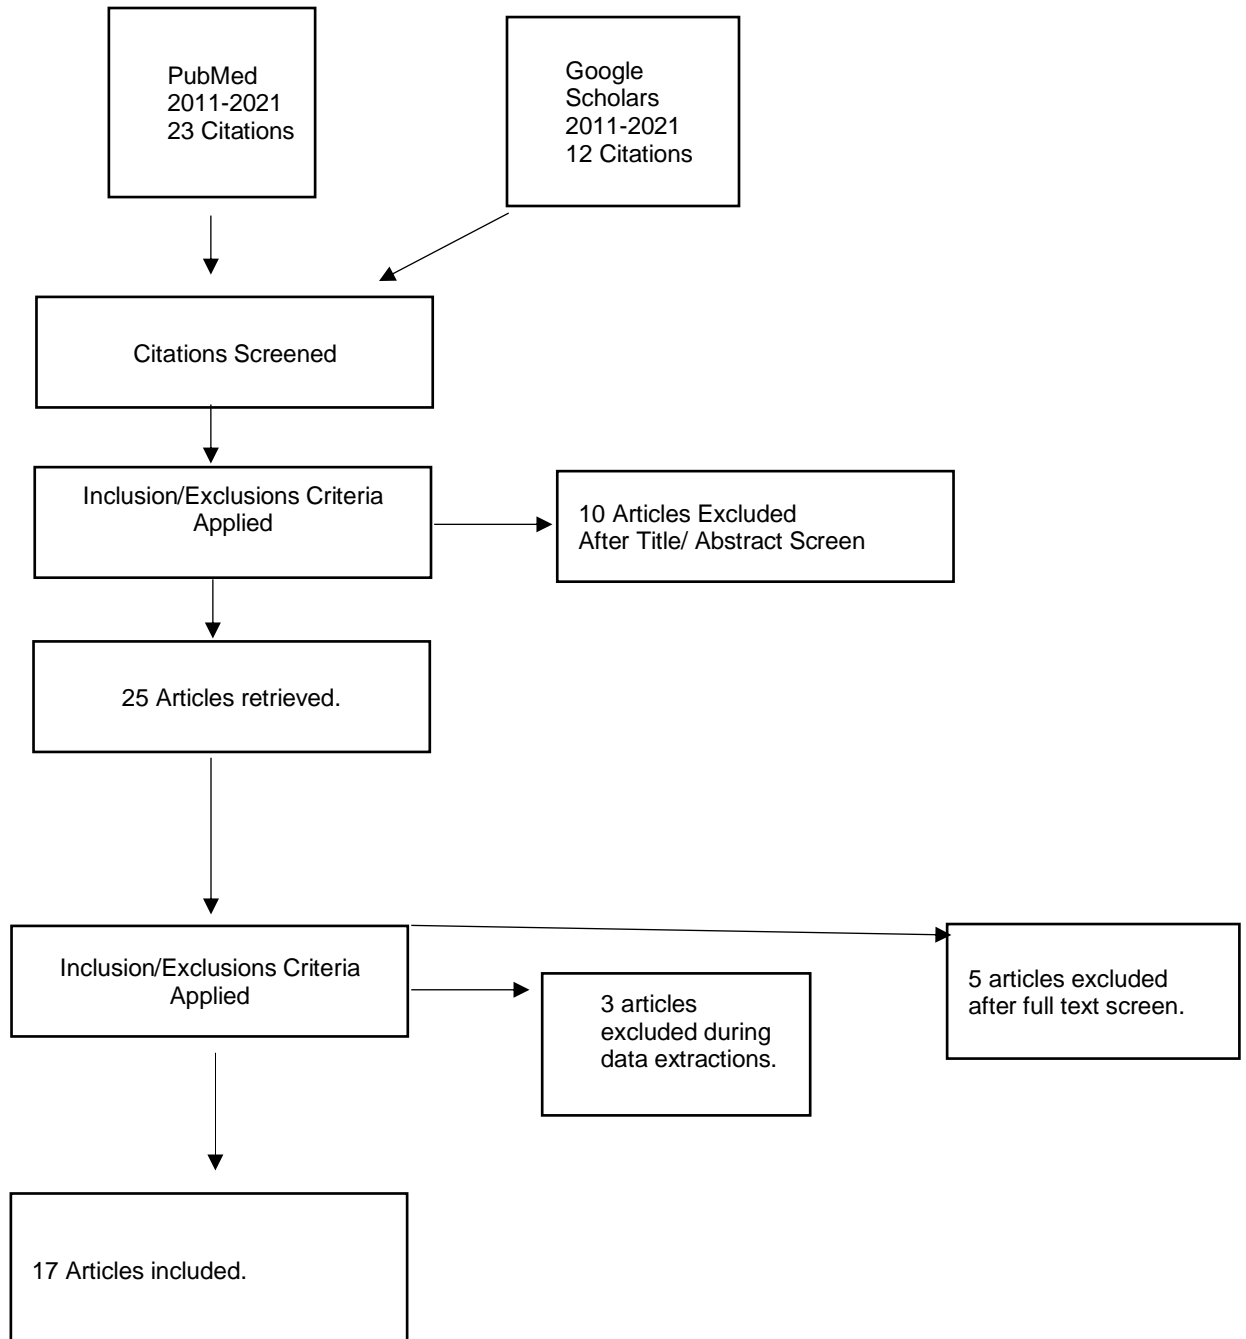 PubMed
2011-2021
23 Citations
Google
Scholars
2011-2021
12 Citations
Citations Screened
Inclusion/Exclusions Criteria
Applied
10 Articles Excluded
After Title/ Abstract Screen
25 Articles retrieved.
Inclusion/Exclusions Criteria
Applied
3 articles
excluded during
data extractions.
5 articles excluded
after full text screen.
17 Articles included.